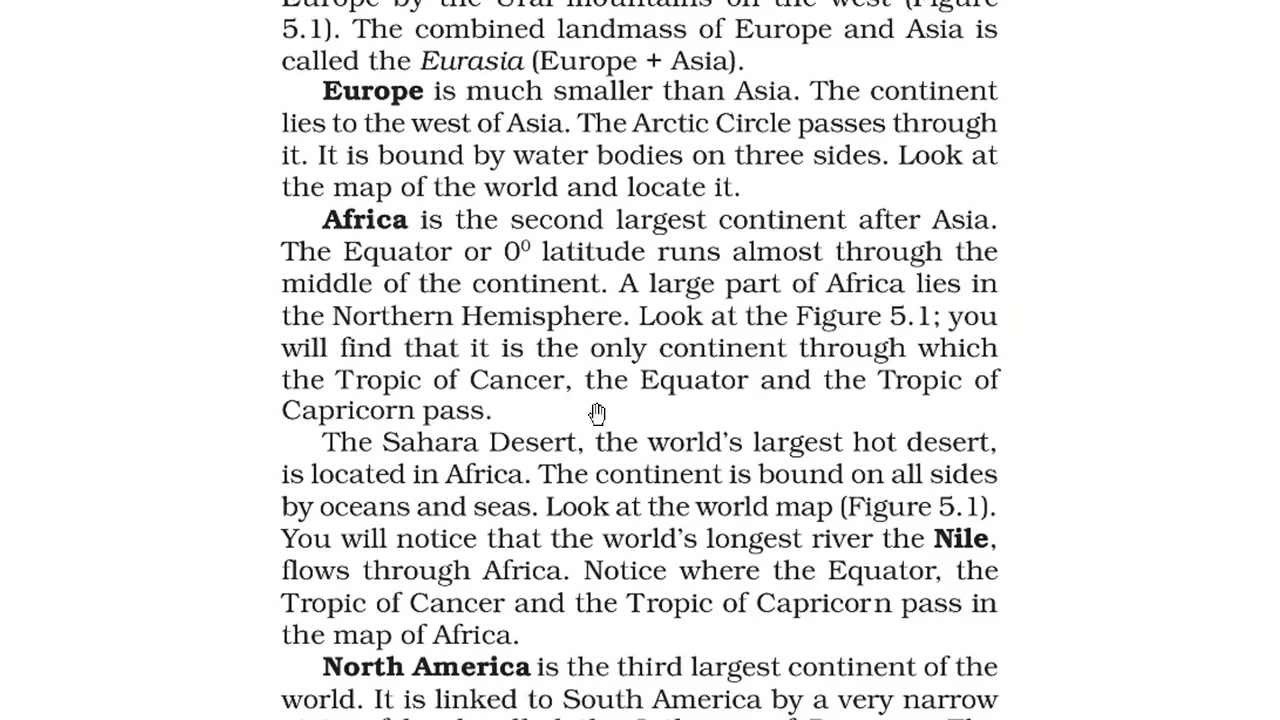 Europe by the Ural mountains on the west (Figure
5.1). The combined landmass of Europe and Asia is
called the Eurasia (Europe + Asia).
Europe is much smaller than Asia. The continent
lies to the west of Asia. The Arctic Circle passes through
it. It is bound by water bodies on three sides. Look at
the map of the world and locate it.
Africa is the second largest continent after Asia.
The Equator or 0⁰ latitude runs almost through the
middle of the continent. A large part of Africa lies in
the Northern Hemisphere. Look at the Figure 5.1; you
will find that it is the only continent through which
the Tropic of Cancer, the Equator and the Tropic of
Capricorn pass.
The Sahara Desert, the world's largest hot desert,
is located in Africa. The continent is bound on all sides
by oceans and seas. Look at the world map (Figure 5.1).
You will notice that the world's longest river the Nile,
flows through Africa. Notice where the Equator, the
Tropic of Cancer and the Tropic of Capricorn pass in
the map of Africa.
North America is the third largest continent of the
world. It is linked to South America by a very narrow